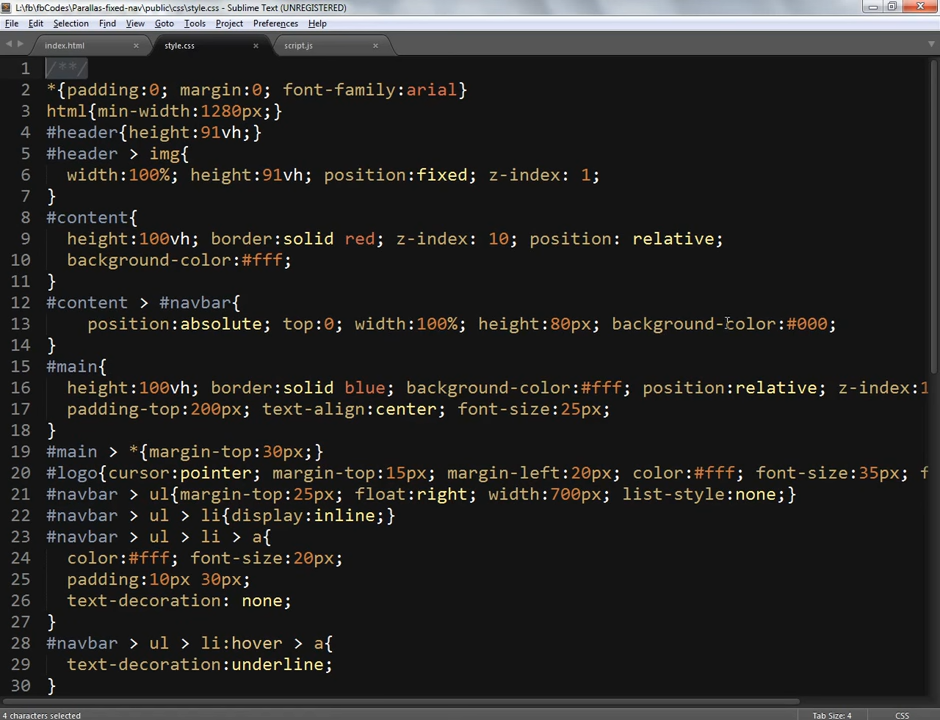 L:\fb\fbCodes\Parallas-fixed-nav\public\css\style.css - Sublime Text (UNREGISTERED)
File Edit Selection Find View Goto Tools Project Preferences Help
index.html × style.css × script.js ×
1 /**/
2 *{padding:0; margin:0; font-family:arial}
3 html{min-width:1280px;}
4 #header{height:91vh;}
5 #header > img{
6 width:100%; height:91vh; position:fixed; z-index: 1;
7 }
8 #content{
9 height:100vh; border:solid red; z-index: 10; position: relative;
10 background-color:#fff;
11 }
12 #content > #navbar{
13 position:absolute; top:0; width:100%; height:80px; background-color:#000;
14 }
15 #main{
16 height:100vh; border:solid blue; background-color:#fff; position:relative; z-index:1
17 padding-top:200px; text-align:center; font-size:25px;
18 }
19 #main > *{margin-top:30px;}
20 #logo{cursor:pointer; margin-top:15px; margin-left:20px; color:#fff; font-size:35px; f
21 #navbar > ul{margin-top:25px; float:right; width:700px; list-style:none;}
22 #navbar > ul > li{display:inline;}
23 #navbar > ul > li > a{
24 color:#fff; font-size:20px;
25 padding:10px 30px;
26 text-decoration: none;
27 }
28 #navbar > ul > li:hover > a{
29 text-decoration:underline;
30 }
4 characters selected Tab Size: 4 CSS